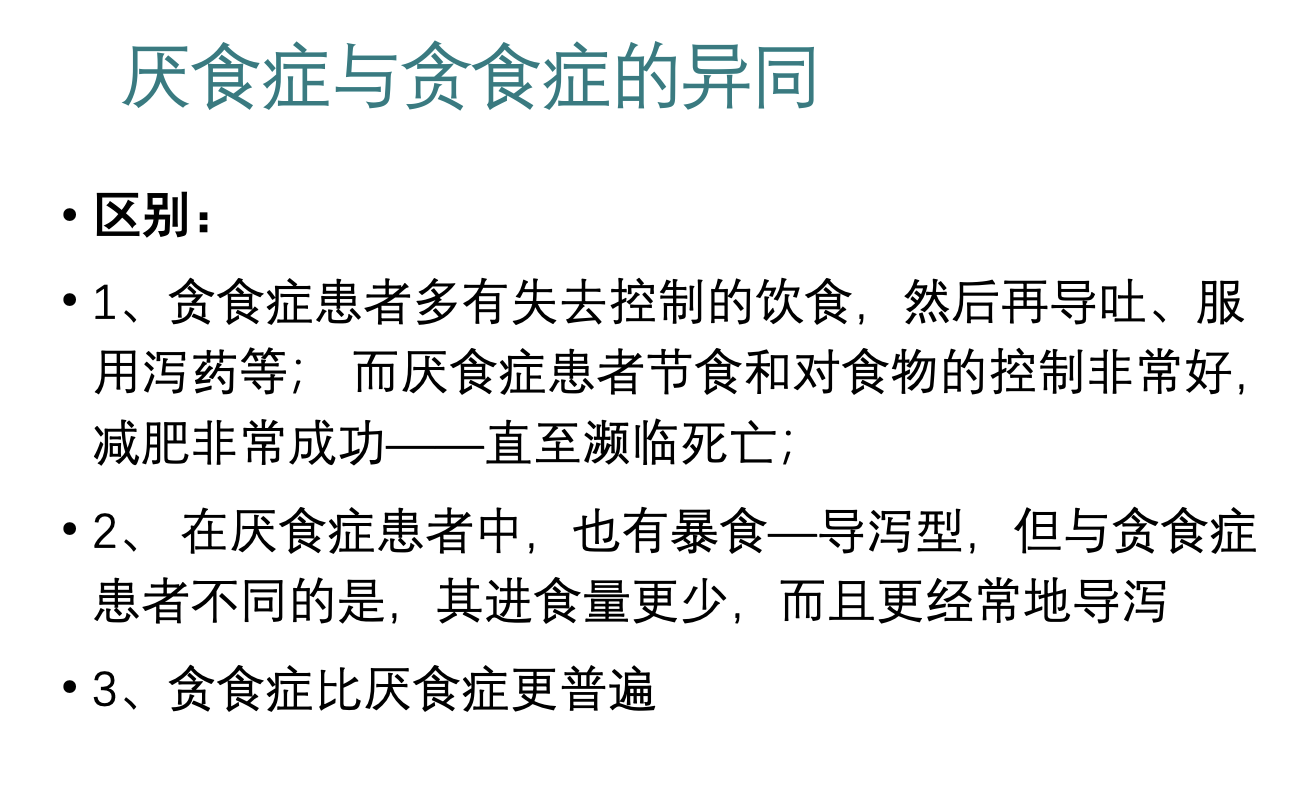 厌食症与贪食症的异同
• 区别：
• 1、贪食症患者多有失去控制的饮食，然后再导吐、服
用泻药等； 而厌食症患者节食和对食物的控制非常好，
减肥非常成功——直至濒临死亡；
• 2、 在厌食症患者中，也有暴食—导泻型，但与贪食症
患者不同的是，其进食量更少，而且更经常地导泻
• 3、贪食症比厌食症更普遍